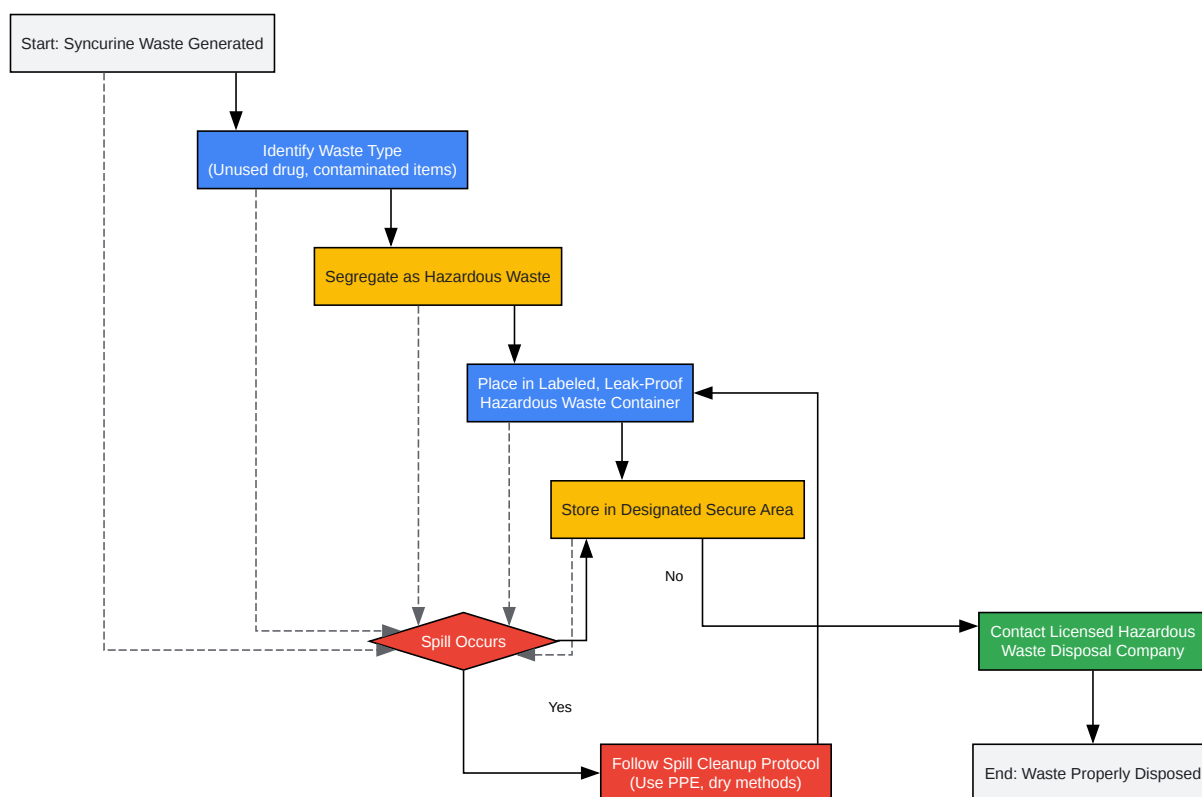 Start: Syncurine Waste Generated
Identify Waste Type
(Unused drug, contaminated items)
Segregate as Hazardous Waste
Place in Labeled, Leak-Proof
Hazardous Waste Container
Store in Designated Secure Area
No
Spill Occurs
Contact Licensed Hazardous
Waste Disposal Company
Yes
Follow Spill Cleanup Protocol
(Use PPE, dry methods)
End: Waste Properly Disposed